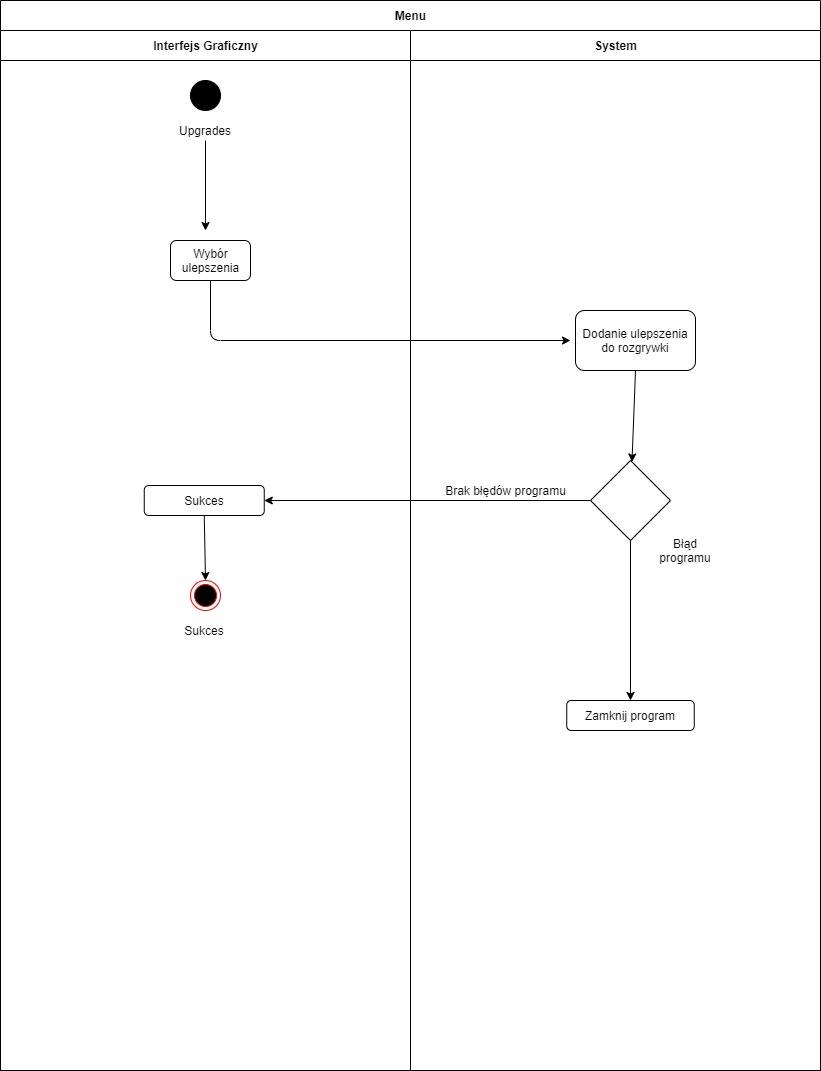 Menu
Interfejs Graficzny
System
Upgrades
Wybór
ulepszenia
Dodanie ulepszenia
do rozgrywki
Brak błędów programu
Sukces
Błąd
programu
Sukces
Zamknij program